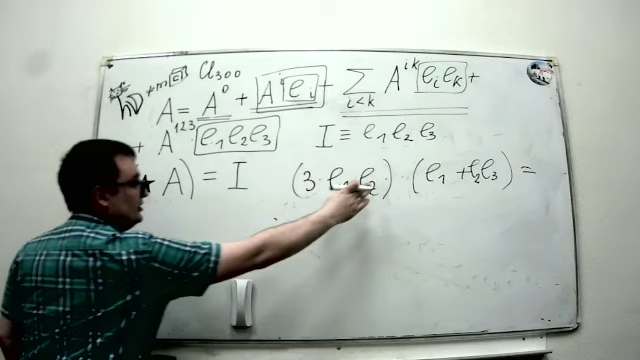 Cl₃₀₀
A = A⁰ + Aⁱeᵢ + ∑ᵢ<ₖ Aⁱᵏ eᵢeₖ +
+ A¹²³ e₁e₂e₃ I ≡ e₁e₂e₃
★ A) = I (3·e₁e₂)·(e₁+e₂e₃) =